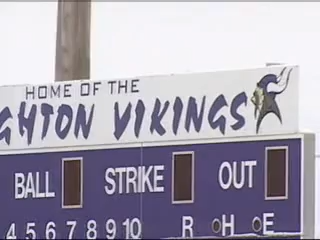 HOME OF THE
GHTON VIKINGS
BALL STRIKE OUT
4 5 6 7 8 9 10 R H E